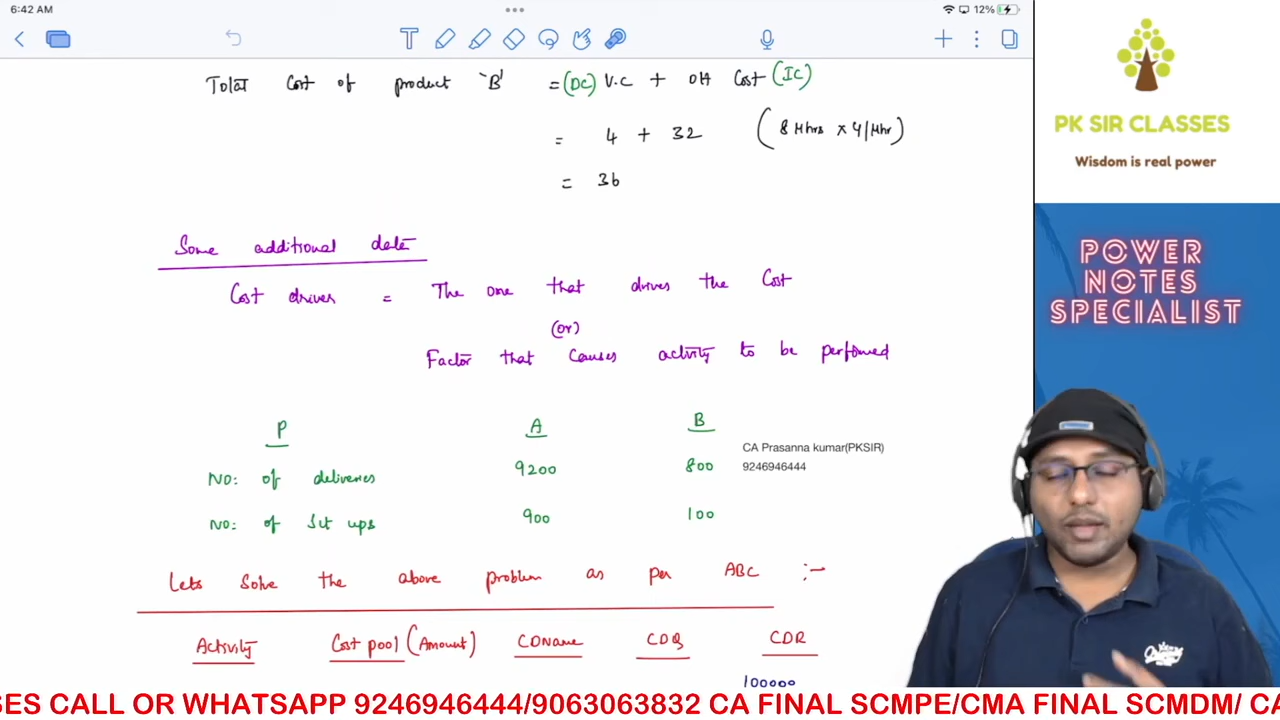 6:42 AM
12%
Total Cost of product 'B' = (DC) V.C + OH Cost (IC)
= 4 + 32 (8 Mhrs x 4/Mhr)
= 36
Some additional data
Cost driver = The one that drives the Cost
(or)
Factor that Causes activity to be performed
P A B
NO: of deliveries 9200 800
NO: of Set ups 900 100
CA Prasanna kumar(PKSIR)
9246946444
Lets Solve the above problem as per ABC :-
Activity Cost pool (Amount) CDName CDQ CDR
100000
PK SIR CLASSES
Wisdom is real power
POWER
NOTES
SPECIALIST
SES CALL OR WHATSAPP 9246946444/9063063832 CA FINAL SCMPE/CMA FINAL SCMDM/ CA